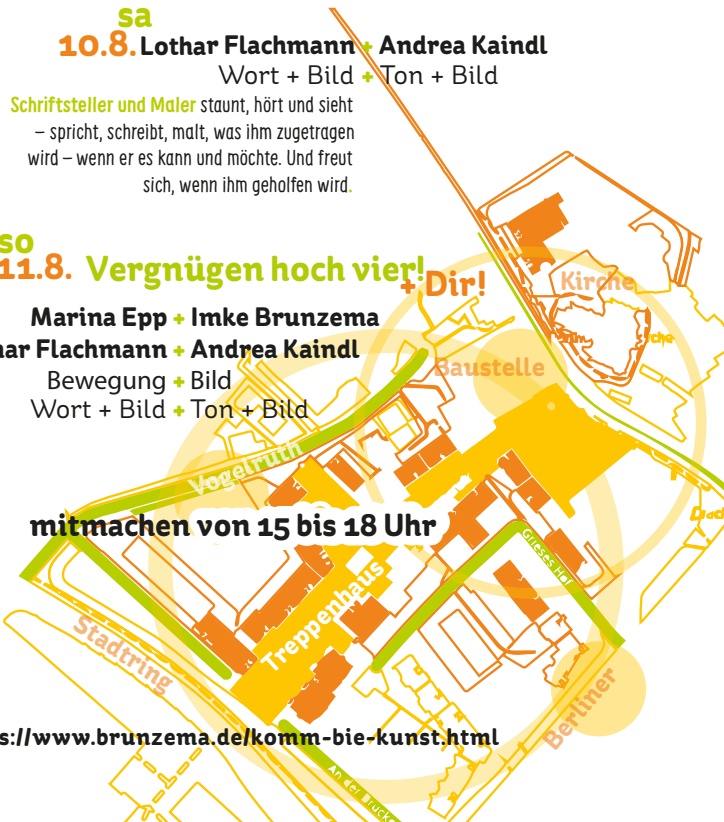 sa
10.8. Lothar Flachmann + Andrea Kaindl
Wort + Bild + Ton + Bild
Schriftsteller und Maler staunt, hört und sieht
– spricht, schreibt, malt, was ihm zugetragen
wird – wenn er es kann und möchte. Und freut
sich, wenn ihm geholfen wird.
so
11.8. Vergnügen hoch vier!
+ Dir!
Marina Epp + Imke Brunzema
ar Flachmann + Andrea Kaindl
Bewegung + Bild
Wort + Bild + Ton + Bild
mitmachen von 15 bis 18 Uhr
s://www.brunzema.de/komm-bie-kunst.html
Kirche
Baustelle
Vogelruth
Grieses Hof
Treppenhaus
Stadtring
Berliner
An der Brücke